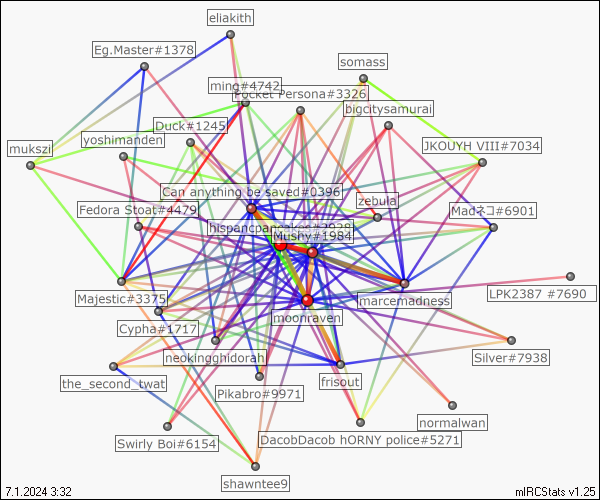 eliakith
Eg.Master#1378
somass
ming#4742
Pocket Persona#3326
bigcitysamurai
Duck#1245
yoshimanden
mukszi
JKOUYH VIII#7034
Can anything be saved#0396
zebula
Fedora Stoat#4479
Madネコ#6901
hispanicpancakes#3938
Mushy#1984
Majestic#3375
marcemadness
LPK2387 #7690
moonraven
Cypha#1717
neokingghidorah
Silver#7938
the_second_twat
frisout
Pikabro#9971
normalwan
Swirly Boi#6154
DacobDacob hORNY police#5271
shawntee9
7.1.2024 3:32
mIRCStats v1.25